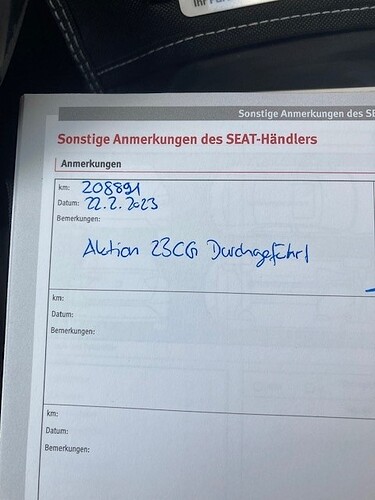 Sonstige Anmerkungen des SE
Sonstige Anmerkungen des SEAT-Händlers
Anmerkungen
km: 208891
Datum: 22.2.2023
Bemerkungen:
Aktion 23CG Durchgeführt
km:
Datum:
Bemerkungen:
km:
Datum:
Bemerkungen: